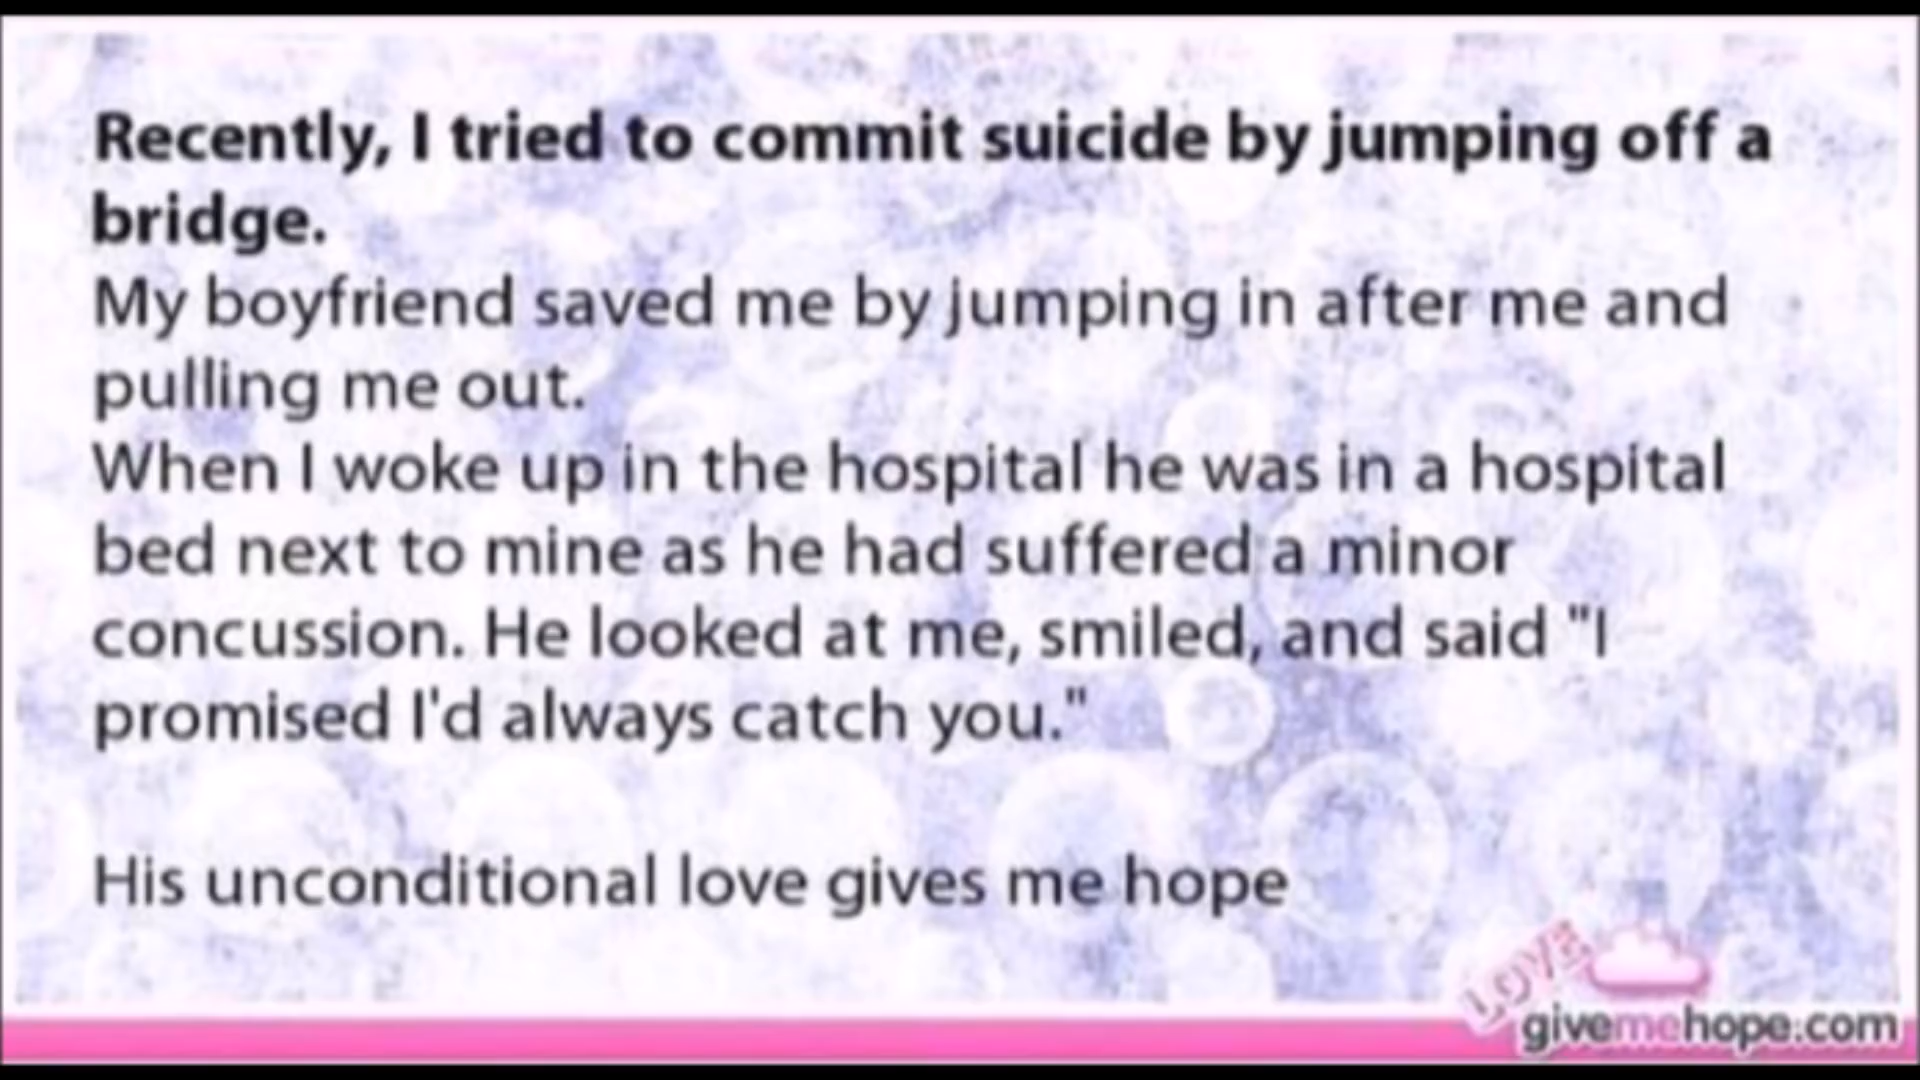 Recently, I tried to commit suicide by jumping off a
bridge.
My boyfriend saved me by jumping in after me and
pulling me out.
When I woke up in the hospital he was in a hospital
bed next to mine as he had suffered a minor
concussion. He looked at me, smiled, and said "I
promised I'd always catch you."
His unconditional love gives me hope
LOVE
givemehope.com